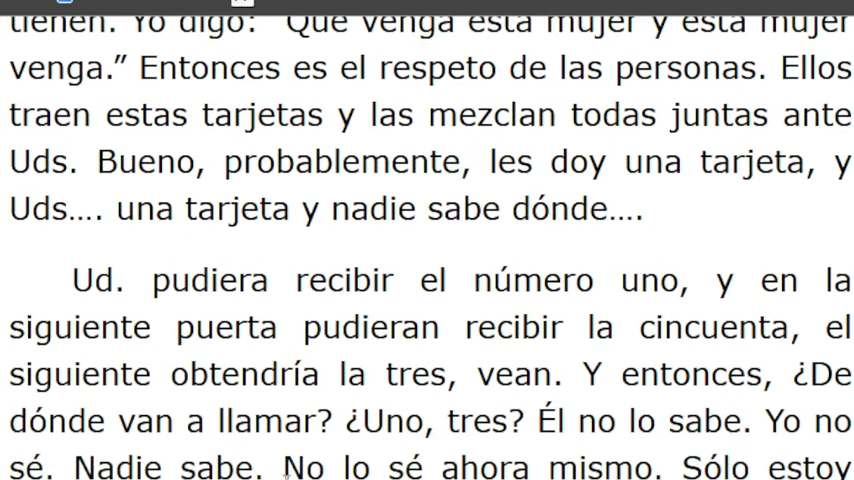 tienen. Yo digo: “Que venga esta mujer y esta mujer
venga.” Entonces es el respeto de las personas. Ellos
traen estas tarjetas y las mezclan todas juntas ante
Uds. Bueno, probablemente, les doy una tarjeta, y
Uds.... una tarjeta y nadie sabe dónde....
Ud. pudiera recibir el número uno, y en la
siguiente puerta pudieran recibir la cincuenta, el
siguiente obtendría la tres, vean. Y entonces, ¿De
dónde van a llamar? ¿Uno, tres? Él no lo sabe. Yo no
sé. Nadie sabe. No lo sé ahora mismo. Sólo estoy